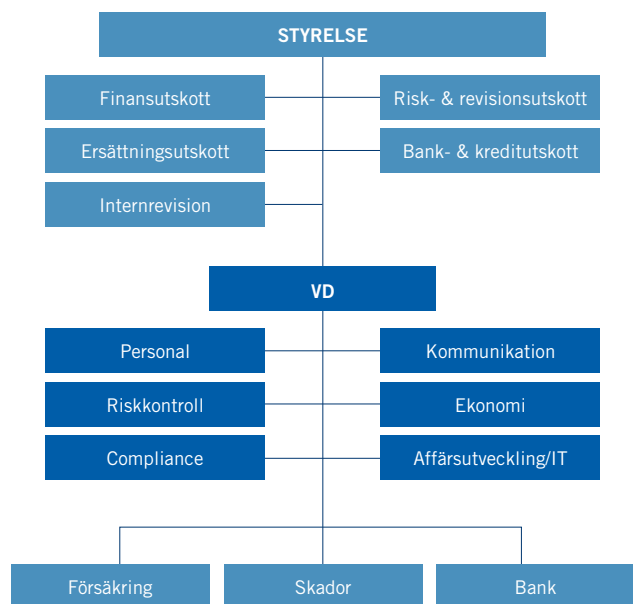 STYRELSE
Finansutskott
Risk- & revisionsutskott
Ersättningsutskott
Bank- & kreditutskott
Internrevision
VD
Personal
Kommunikation
Riskkontroll
Ekonomi
Compliance
Affärsutveckling/IT
Försäkring
Skador
Bank